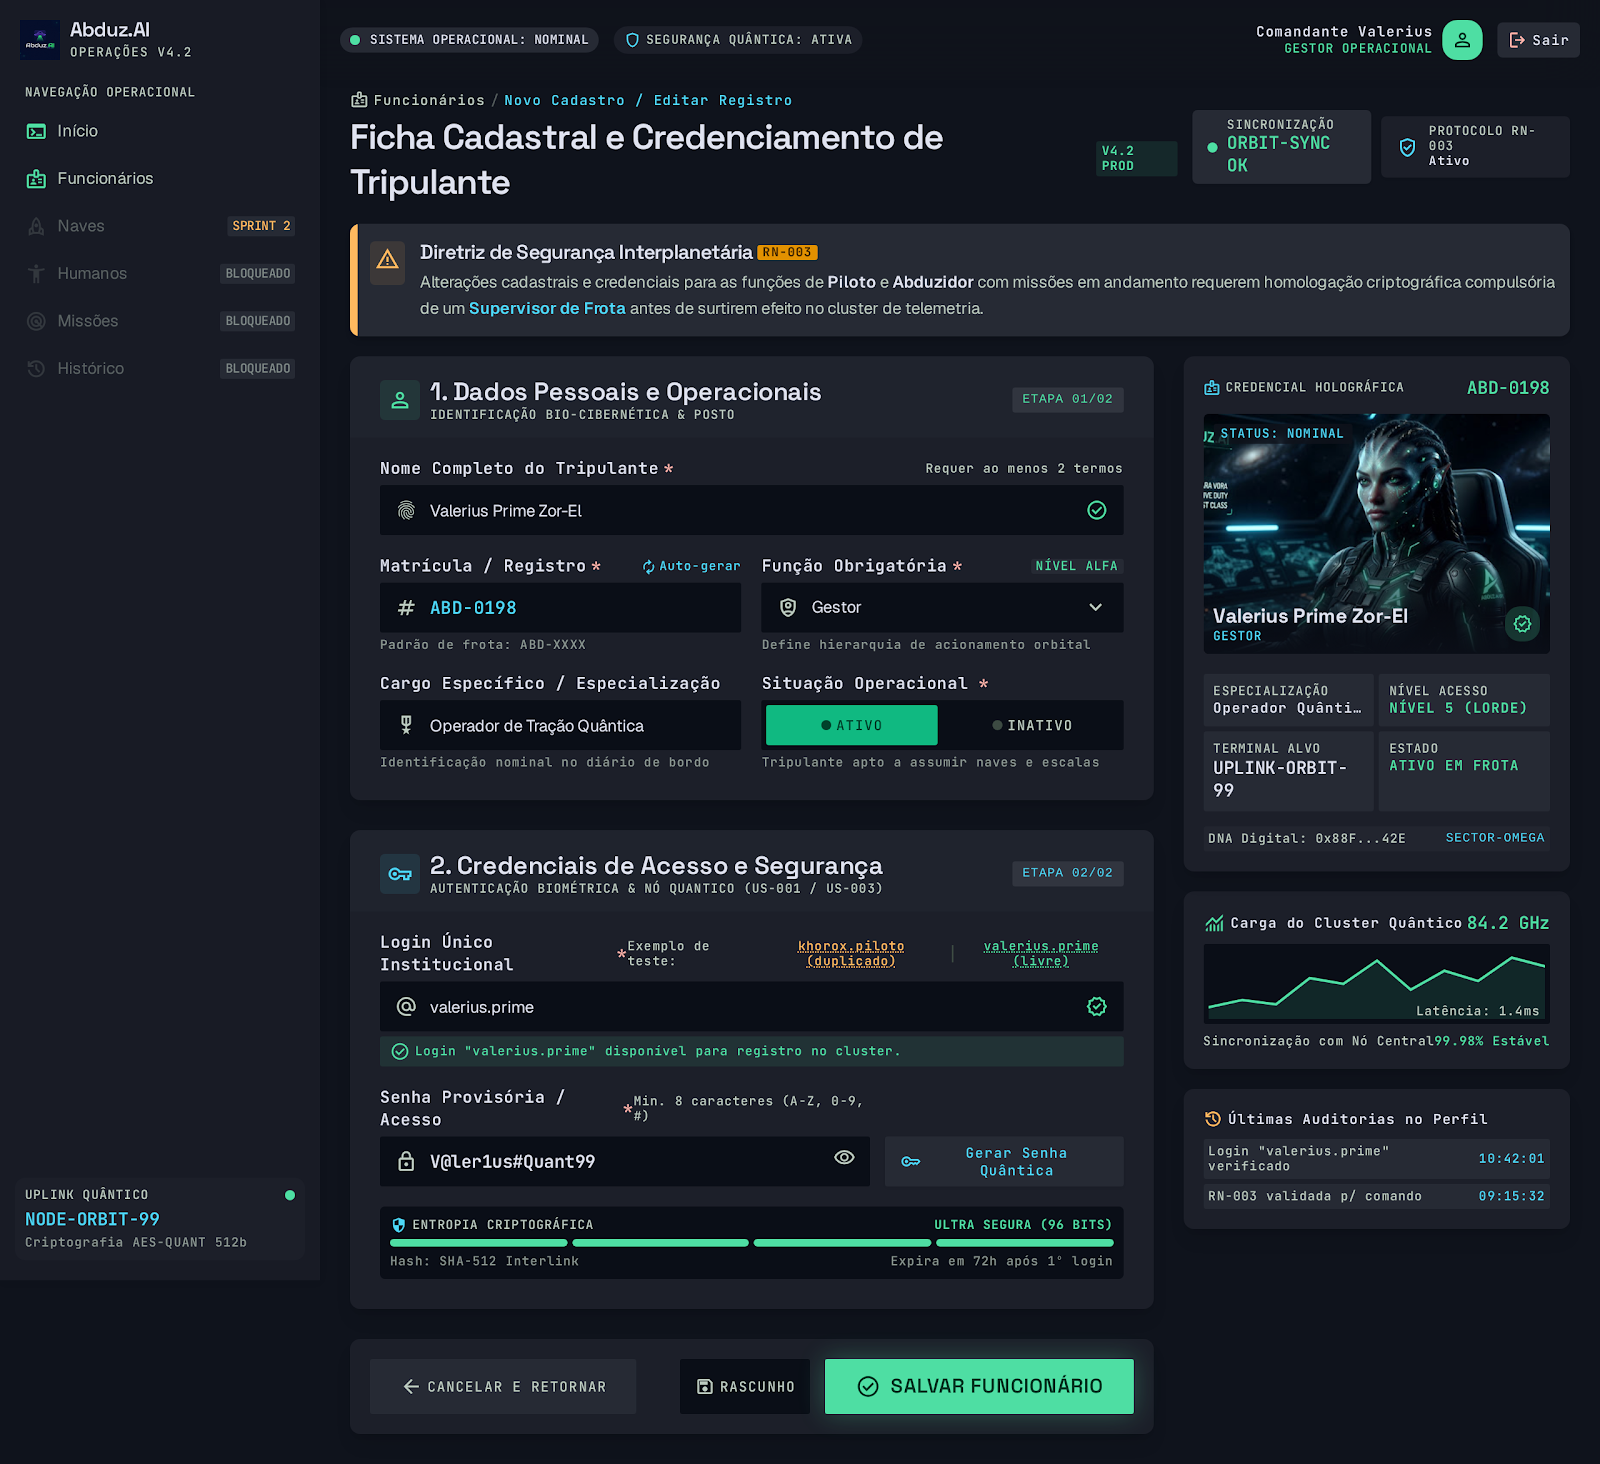 Abduz.AI
OPERAÇÕES V4.2
NAVEGAÇÃO OPERACIONAL
Início
Funcionários
Naves
SPRINT 2
Humanos
BLOQUEADO
Missões
BLOQUEADO
Histórico
BLOQUEADO
UPLINK QUÂNTICO
NODE-ORBIT-99
Criptografia AES-QUANT 512b
SISTEMA OPERACIONAL: NOMINAL
SEGURANÇA QUÂNTICA: ATIVA
Comandante Valerius
GESTOR OPERACIONAL
Sair
Funcionários / Novo Cadastro / Editar Registro
Ficha Cadastral e Credenciamento de
Tripulante
V4.2
PROD
SINCRONIZAÇÃO
ORBIT-SYNC
OK
PROTOCOLO RN-
003
Ativo
Diretriz de Segurança Interplanetária RN-003
Alterações cadastrais e credenciais para as funções de Piloto e Abduzidor com missões em andamento requerem homologação criptográfica compulsória
de um Supervisor de Frota antes de surtirem efeito no cluster de telemetria.
1. Dados Pessoais e Operacionais
IDENTIFICAÇÃO BIO-CIBERNÉTICA & POSTO
ETAPA 01/02
Nome Completo do Tripulante *
Requer ao menos 2 termos
Valerius Prime Zor-El
Matrícula / Registro *
Auto-gerar
# ABD-0198
Padrão de frota: ABD-XXXX
Função Obrigatória *
NÍVEL ALFA
Gestor
Define hierarquia de acionamento orbital
Cargo Específico / Especialização
Operador de Tração Quântica
Identificação nominal no diário de bordo
Situação Operacional *
ATIVO
INATIVO
Tripulante apto a assumir naves e escalas
2. Credenciais de Acesso e Segurança
AUTENTICAÇÃO BIOMÉTRICA & NÓ QUANTICO (US-001 / US-003)
ETAPA 02/02
Login Único
Institucional
*Exemplo de
teste:
khorox.piloto
(duplicado)
|
valerius.prime
(livre)
@ valerius.prime
Login "valerius.prime" disponível para registro no cluster.
Senha Provisória /
Acesso
*Min. 8 caracteres (A-Z, 0-9,
#)
V@ler1us#Quant99
Gerar Senha
Quântica
ENTROPIA CRIPTOGRÁFICA
ULTRA SEGURA (96 BITS)
Hash: SHA-512 Interlink
Expira em 72h após 1º login
CANCELAR E RETORNAR
RASCUNHO
SALVAR FUNCIONÁRIO
CREDENCIAL HOLOGRÁFICA
ABD-0198
STATUS: NOMINAL
Valerius Prime Zor-El
GESTOR
ESPECIALIZAÇÃO
Operador Quânti…
NÍVEL ACESSO
NÍVEL 5 (LORDE)
TERMINAL ALVO
UPLINK-ORBIT-
99
ESTADO
ATIVO EM FROTA
DNA Digital: 0x88F...42E
SECTOR-OMEGA
Carga do Cluster Quântico 84.2 GHz
Latência: 1.4ms
Sincronização com Nó Central 99.98% Estável
Últimas Auditorias no Perfil
Login "valerius.prime"
verificado
10:42:01
RN-003 validada p/ comando
09:15:32